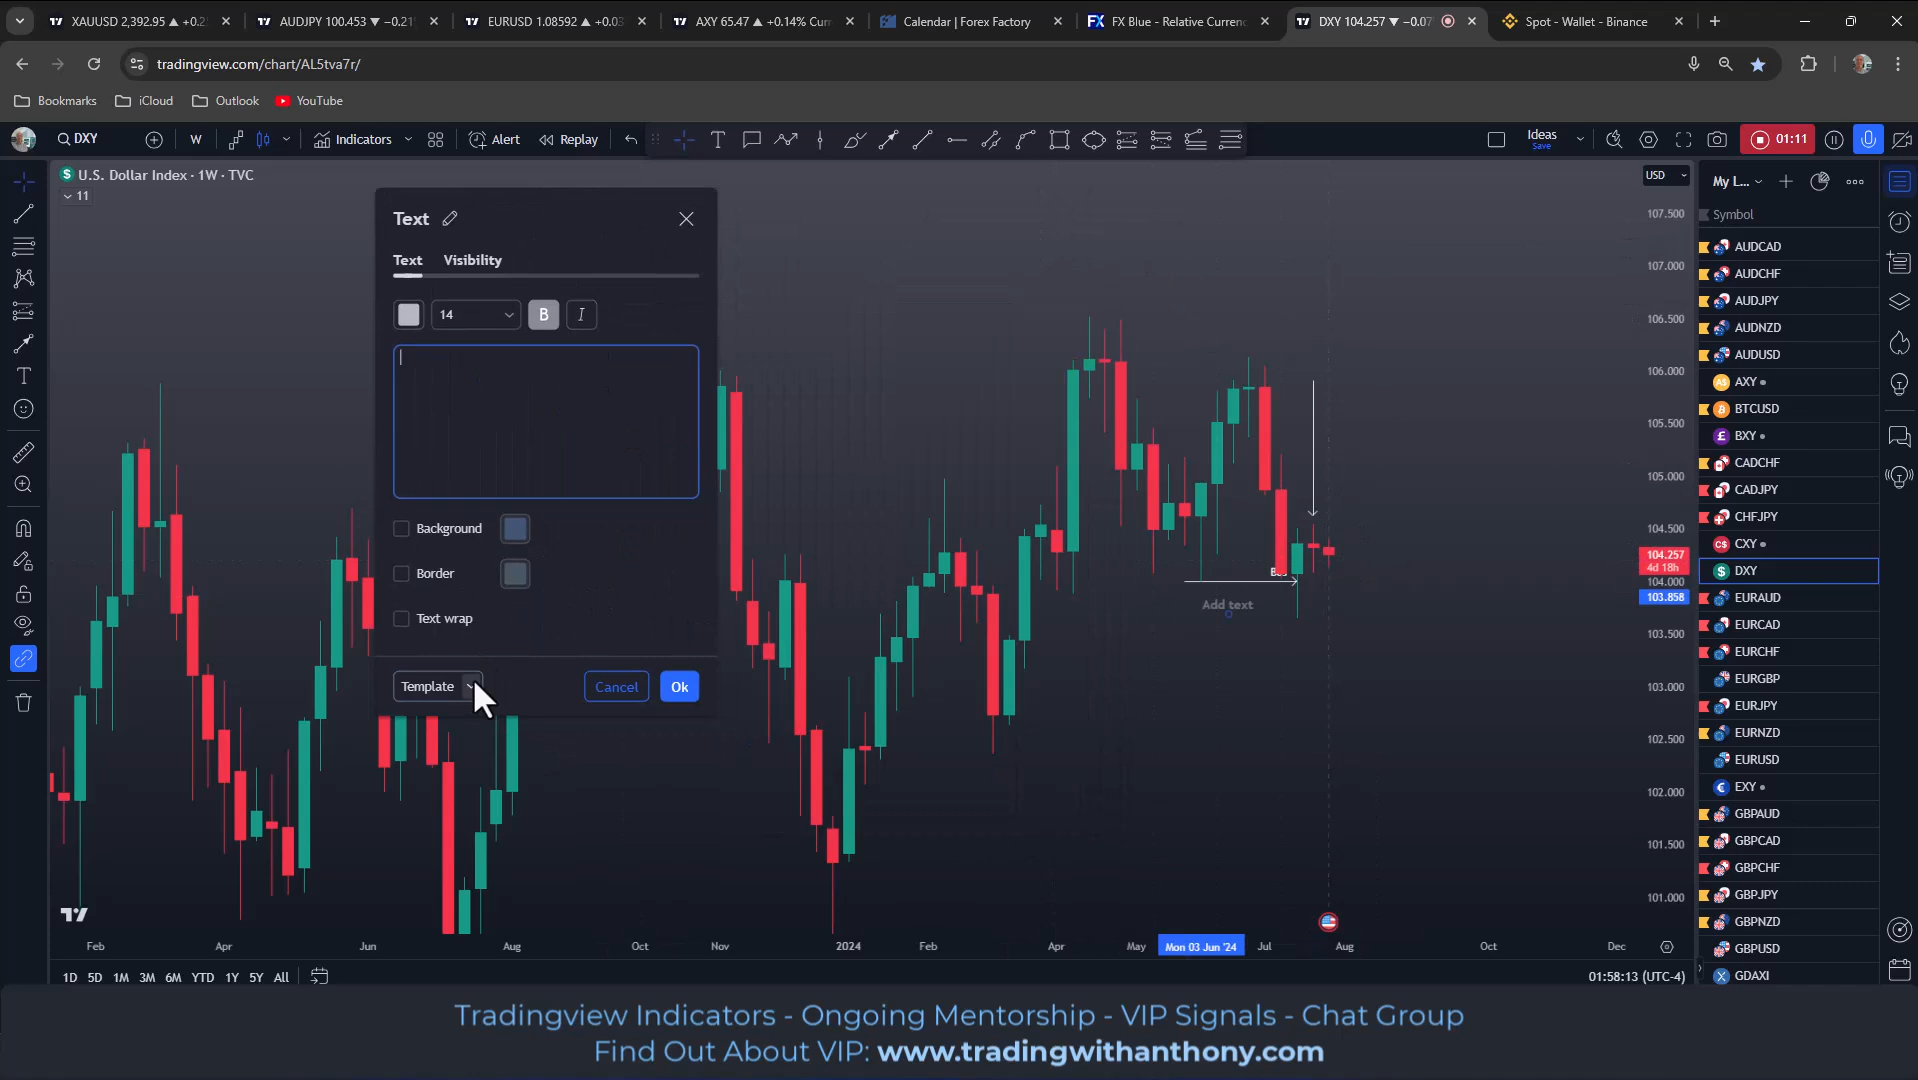 XAUUSD 2,392.95 ▲ +0.2
AUDJPY 100.453 ▼ −0.21
EURUSD 1.08592 ▲ +0.03
AXY 65.47 ▲ +0.14% Cur
Calendar | Forex Factory
FX Blue - Relative Currenc
DXY 104.257 ▼ −0.07
Spot - Wallet - Binance
tradingview.com/chart/AL5tva7r/
Bookmarks
iCloud
Outlook
YouTube
DXY
W
Indicators
Alert
Replay
Ideas
Save
01:11
U.S. Dollar Index · 1W · TVC
11
USD
Text
Text
Visibility
14
B
I
Background
Border
Text wrap
Template
Cancel
Ok
Add text
107.500
107.000
106.500
106.000
105.500
105.000
104.500
104.257
4d 18h
104.000
103.858
103.500
103.000
102.500
102.000
101.500
101.000
Feb
Apr
Jun
Aug
Oct
Nov
2024
Feb
Apr
May
Mon 03 Jun '24
Jul
Aug
Oct
Dec
1D
5D
1M
3M
6M
YTD
1Y
5Y
All
01:58:13 (UTC-4)
My L...
Symbol
AUDCAD
AUDCHF
AUDJPY
AUDNZD
AUDUSD
AXY
BTCUSD
BXY
CADCHF
CADJPY
CHFJPY
CXY
DXY
EURAUD
EURCAD
EURCHF
EURGBP
EURJPY
EURNZD
EURUSD
EXY
GBPAUD
GBPCAD
GBPCHF
GBPJPY
GBPNZD
GBPUSD
GDAXI
Tradingview Indicators - Ongoing Mentorship - VIP Signals - Chat Group
Find Out About VIP: www.tradingwithanthony.com